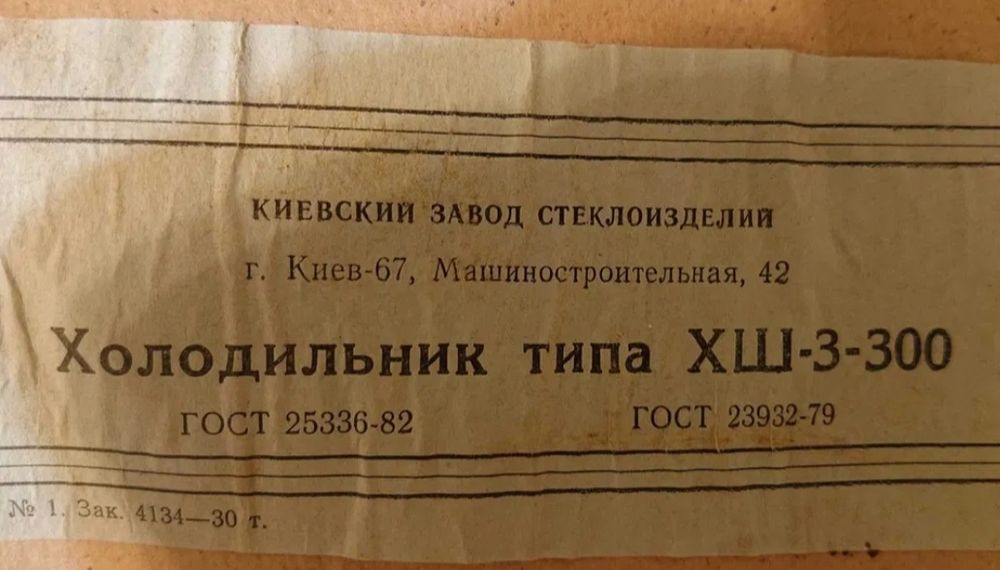 КИЕВСКИЙ ЗАВОД СТЕКЛОИЗДЕЛИЙ
г. Киев-67, Машиностроительная, 42
Холодильник типа ХШ-3-300
ГОСТ 25336-82 ГОСТ 23932-79
№ 1. Зак. 4134—30 т.